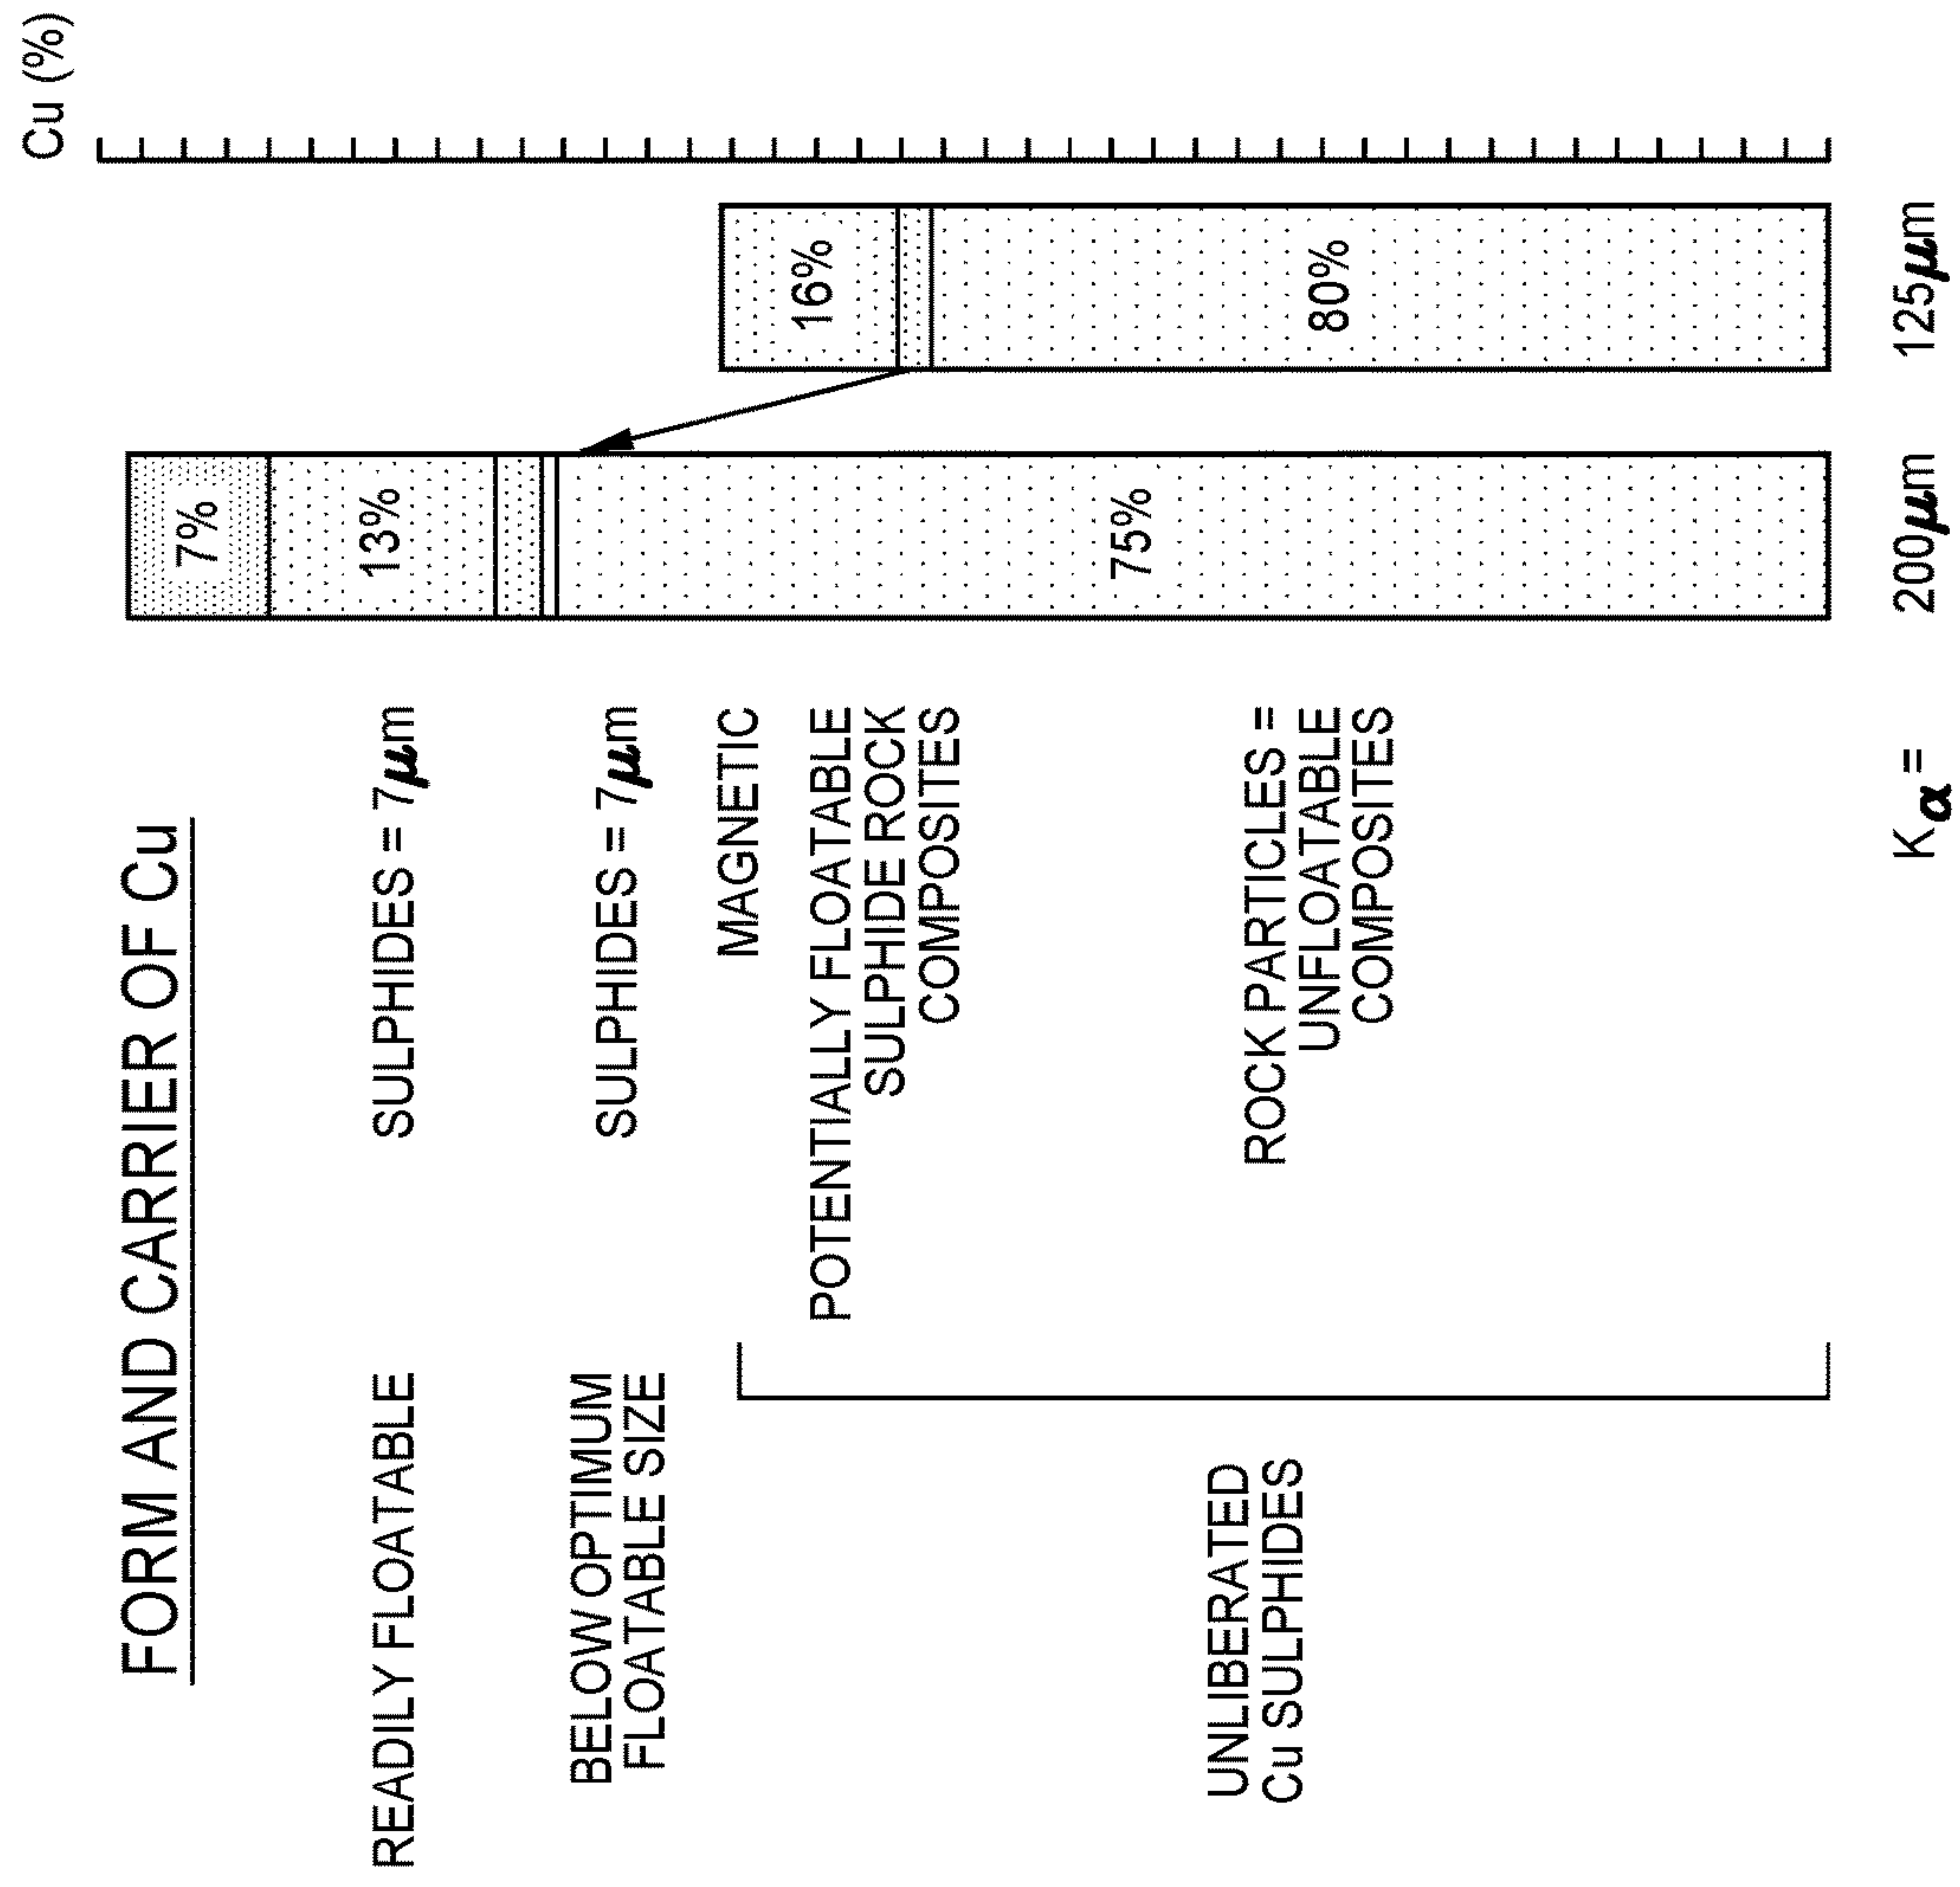 FORM AND CARRIER OF Cu
Cu (%)
READILY FLOATABLE
SULPHIDES = 7μm
BELOW OPTIMUM
FLOATABLE SIZE
SULPHIDES = 7μm
MAGNETIC
POTENTIALLY FLOATABLE
SULPHIDE ROCK
COMPOSITES
UNLIBERATED
Cu SULPHIDES
ROCK PARTICLES =
UNFLOATABLE
COMPOSITES
7%
13%
75%
16%
80%
Kα =
200μm
125μm